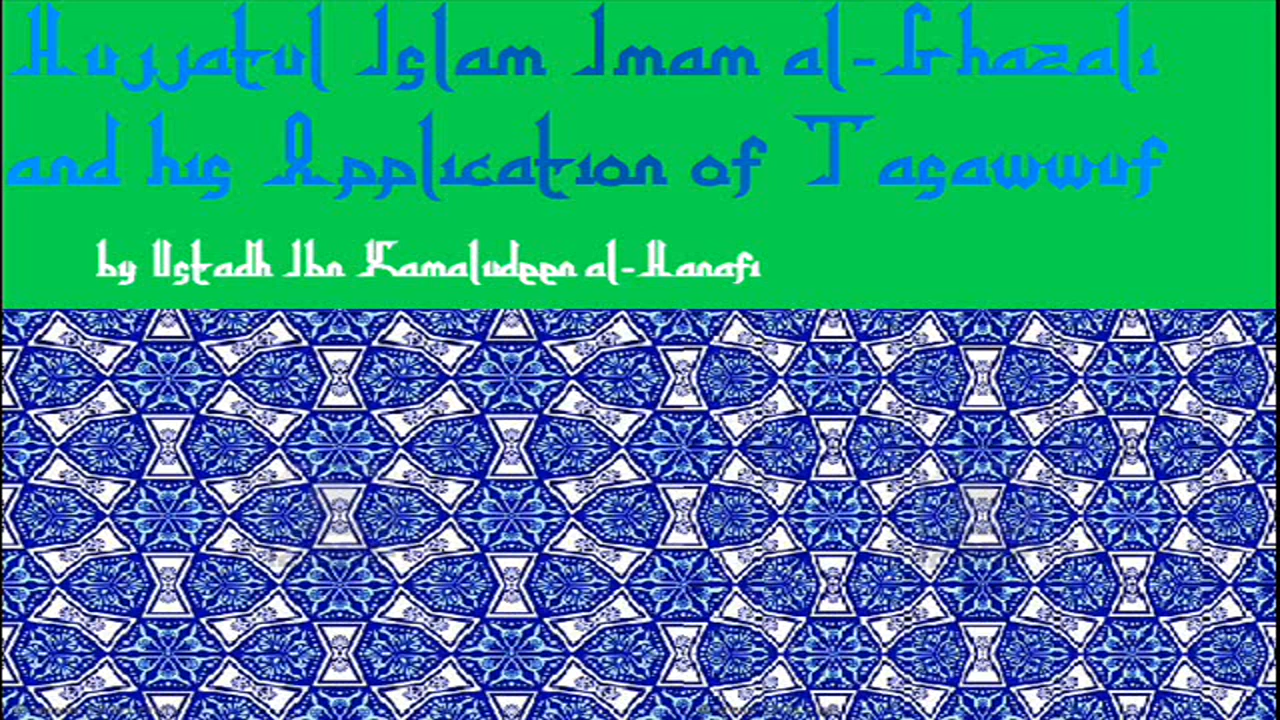 Hujjatul Islam Imam al-Ghazali
and his Application of Tasawwuf
by Ustadh Ibn Kamaludeen al-Hanafi